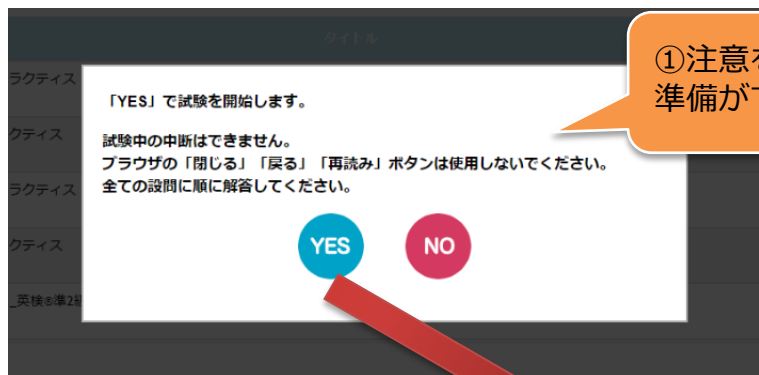 タイトル
①注意を
準備が
ラクティス
「YES」で試験を開始します。
クティス
試験中の中断はできません。
ブラウザの「閉じる」「戻る」「再読み」ボタンは使用しないでください。
ラクティス
全ての設問に順に解答してください。
クティス
YES
NO
_英検®準2級